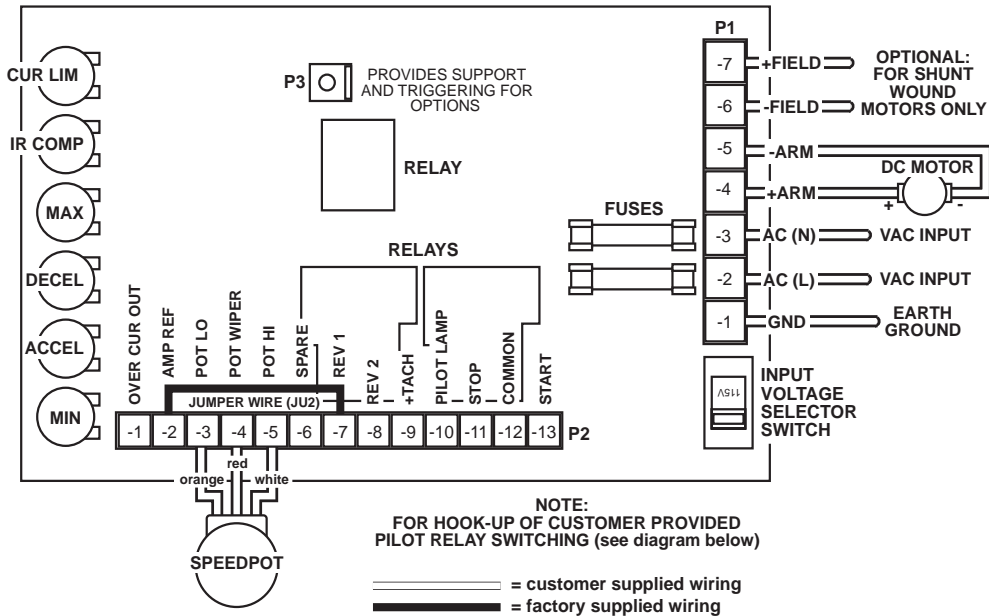 P1
CUR LIM
IR COMP
MAX
DECEL
ACCEL
MIN
P3
PROVIDES SUPPORT
AND TRIGGERING FOR
OPTIONS
RELAY
FUSES
RELAYS
-7
+FIELD
-6
-FIELD
OPTIONAL:
FOR SHUNT
WOUND
MOTORS ONLY
-5
-ARM
DC MOTOR
-4
+ARM
+
-
-3
AC (N)
VAC INPUT
-2
AC (L)
VAC INPUT
-1
GND
EARTH
GROUND
115V
INPUT
VOLTAGE
SELECTOR
SWITCH
OVER CUR OUT
AMP REF
POT LO
POT WIPER
POT HI
SPARE
REV 1
REV 2
+TACH
PILOT LAMP
STOP
COMMON
START
JUMPER WIRE (JU2)
-1 -2 -3 -4 -5 -6 -7 -8 -9 -10 -11 -12 -13 P2
red
orange white
SPEEDPOT
NOTE:
FOR HOOK-UP OF CUSTOMER PROVIDED
PILOT RELAY SWITCHING (see diagram below)
= customer supplied wiring
= factory supplied wiring